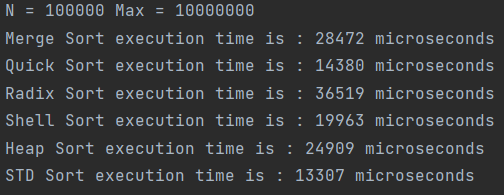 N = 100000 Max = 10000000
Merge Sort execution time is : 28472 microseconds
Quick Sort execution time is : 14380 microseconds
Radix Sort execution time is : 36519 microseconds
Shell Sort execution time is : 19963 microseconds
Heap Sort execution time is : 24909 microseconds
STD Sort execution time is : 13307 microseconds